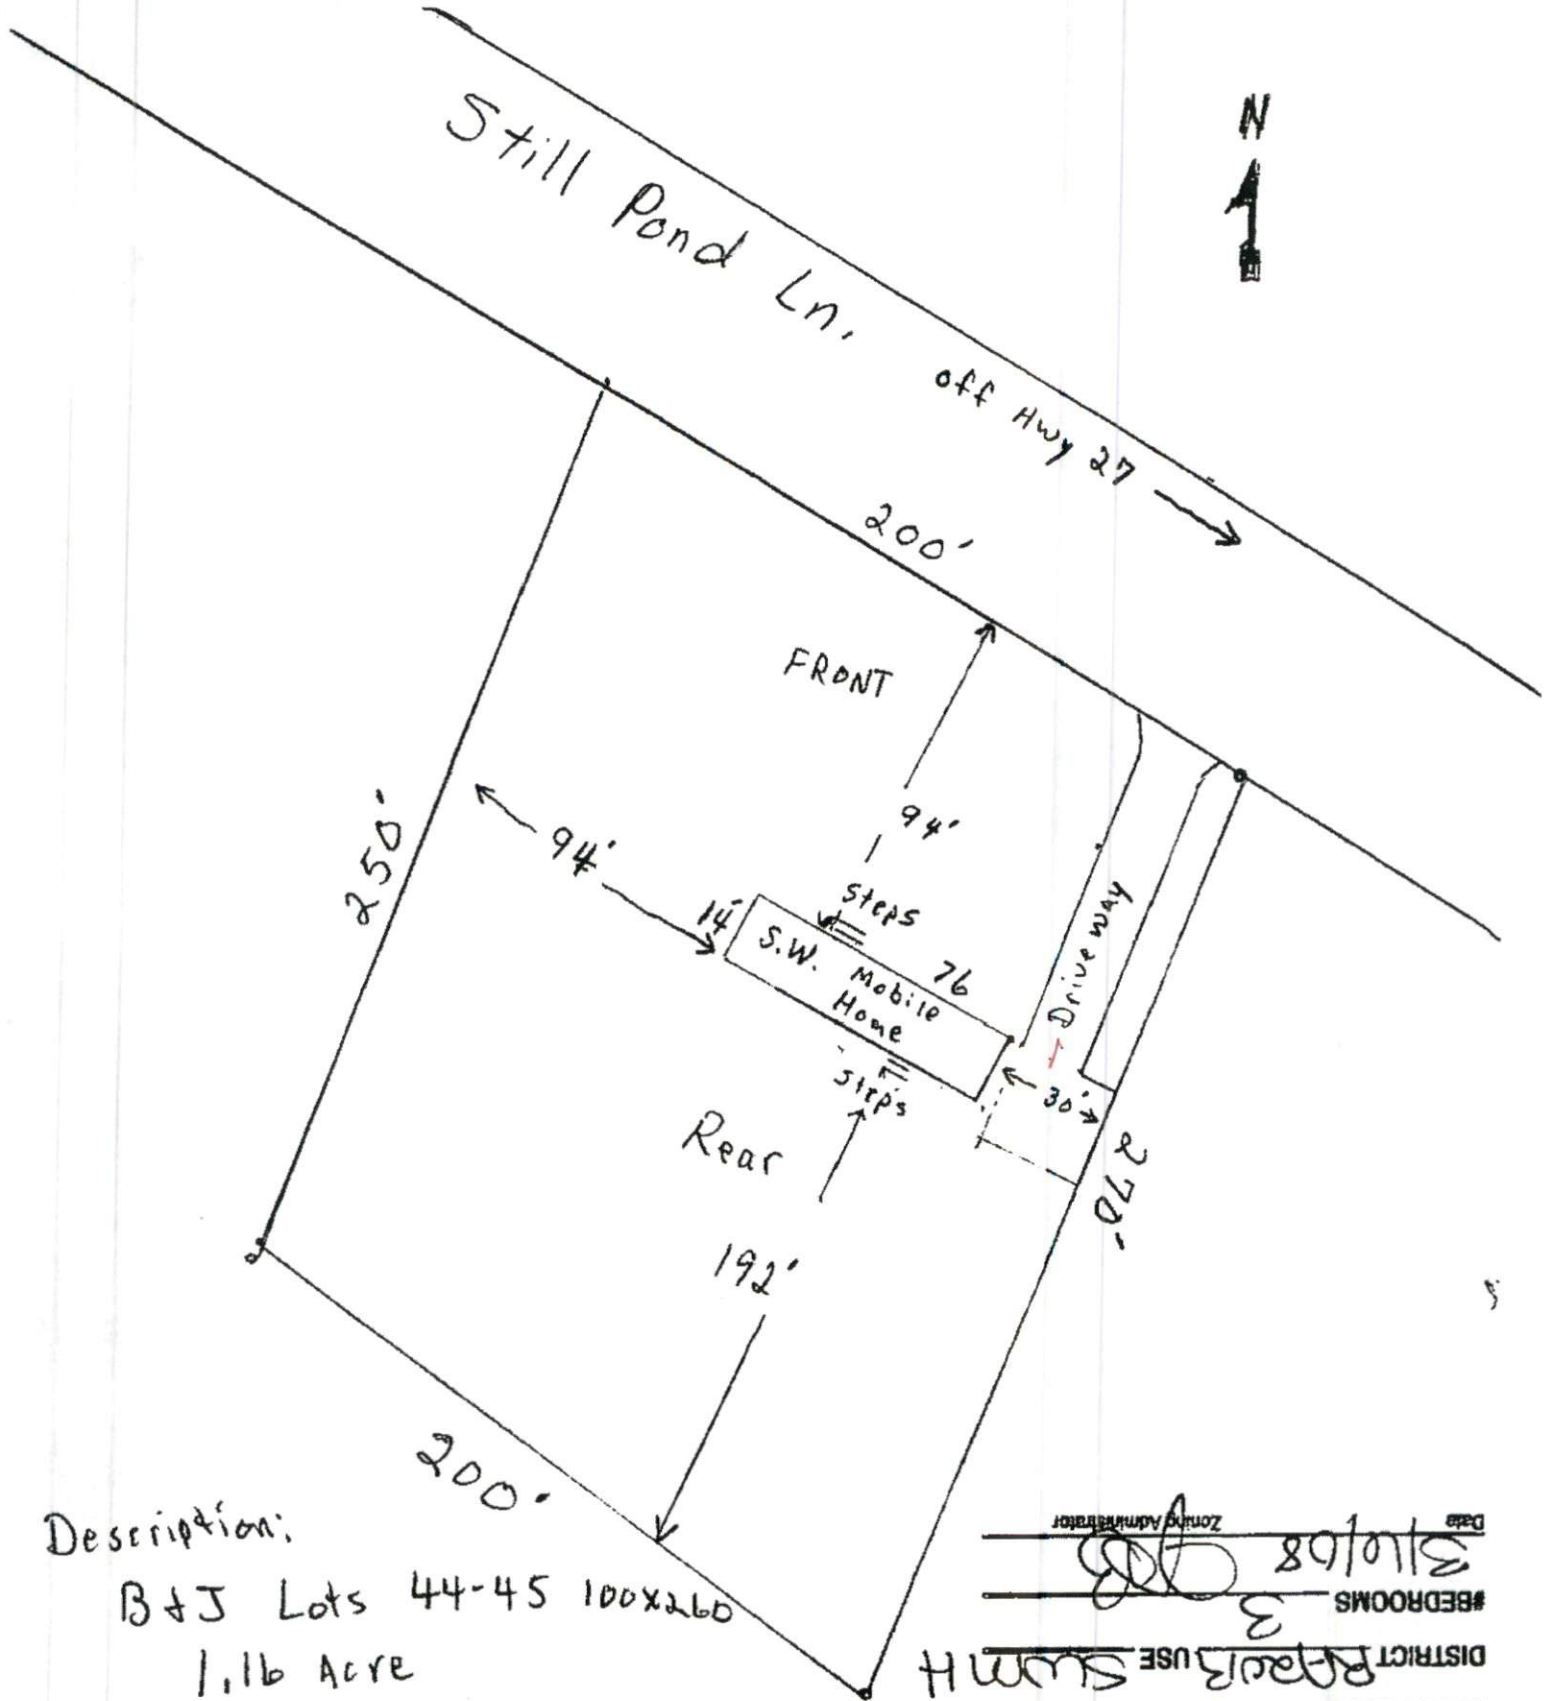 N
Still Pond Ln.
off Hwy 27
200'
FRONT
94'
250'
94'
steps
14'
76
S.W. Mobile
Home
Driveway
30'
steps
Rear
270'
192'
200'
Description:
B+J Lots 44-45 100x260
1.16 Acre
DISTRICT RA20R USE SWMH
#BEDROOMS 3
3/6/08
Date Zoning Administrator